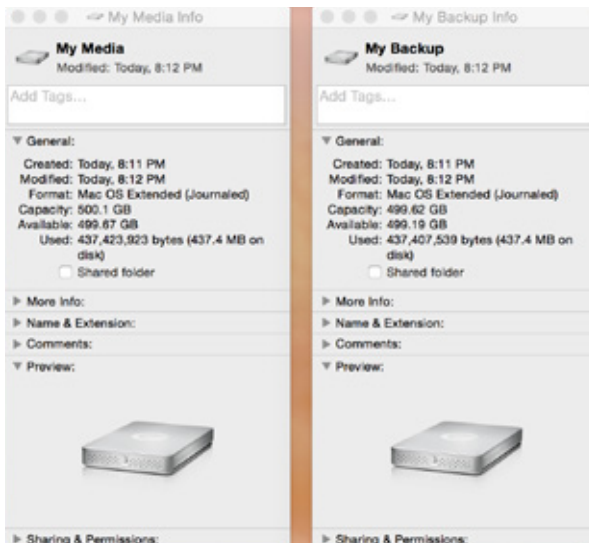 My Media Info
My Media
Modified: Today, 8:12 PM
Add Tags...
General:
Created: Today, 8:11 PM
Modified: Today, 8:12 PM
Format: Mac OS Extended (Journaled)
Capacity: 500.1 GB
Available: 499.67 GB
Used: 437,423,923 bytes (437.4 MB on
disk)
Shared folder
More Info:
Name & Extension:
Comments:
Preview:
Sharing & Permissions:
My Backup Info
My Backup
Modified: Today, 8:12 PM
Add Tags...
General:
Created: Today, 8:11 PM
Modified: Today, 8:12 PM
Format: Mac OS Extended (Journaled)
Capacity: 499.62 GB
Available: 499.19 GB
Used: 437,407,539 bytes (437.4 MB on
disk)
Shared folder
More Info:
Name & Extension:
Comments:
Preview:
Sharing & Permissions: